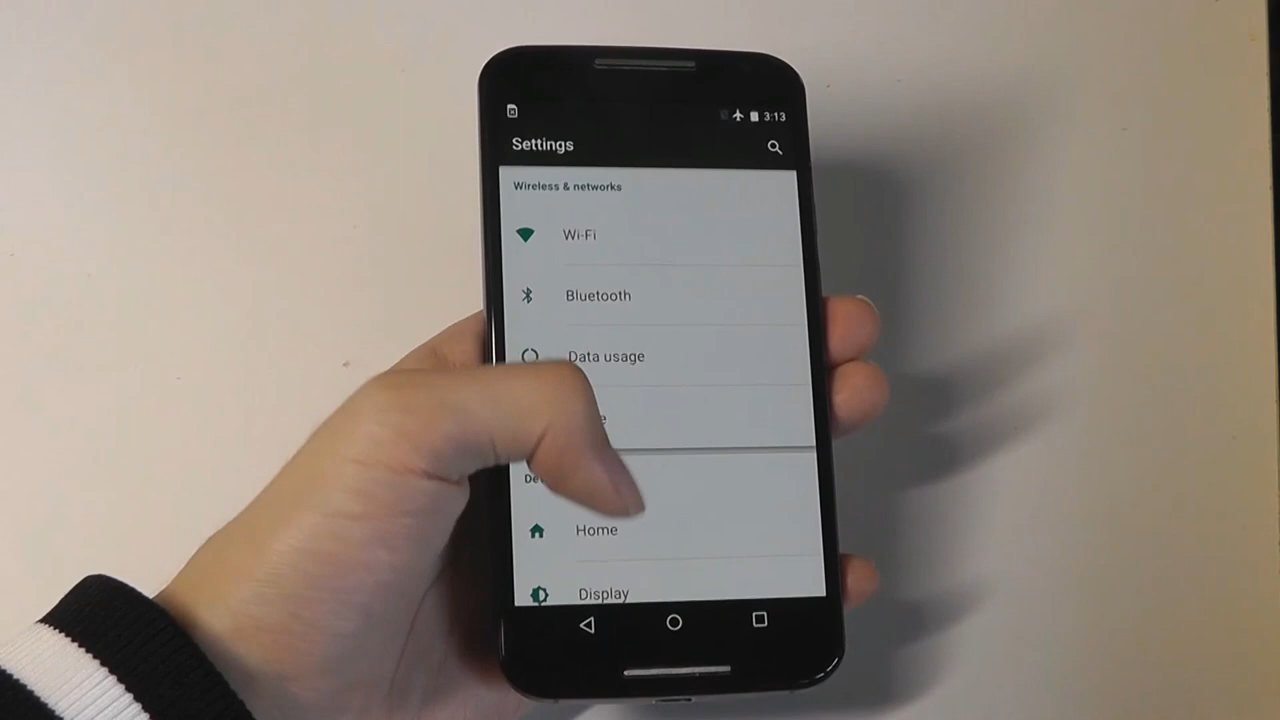 3:13
Settings
Wireless & networks
Wi-Fi
Bluetooth
Data usage
Home
Display